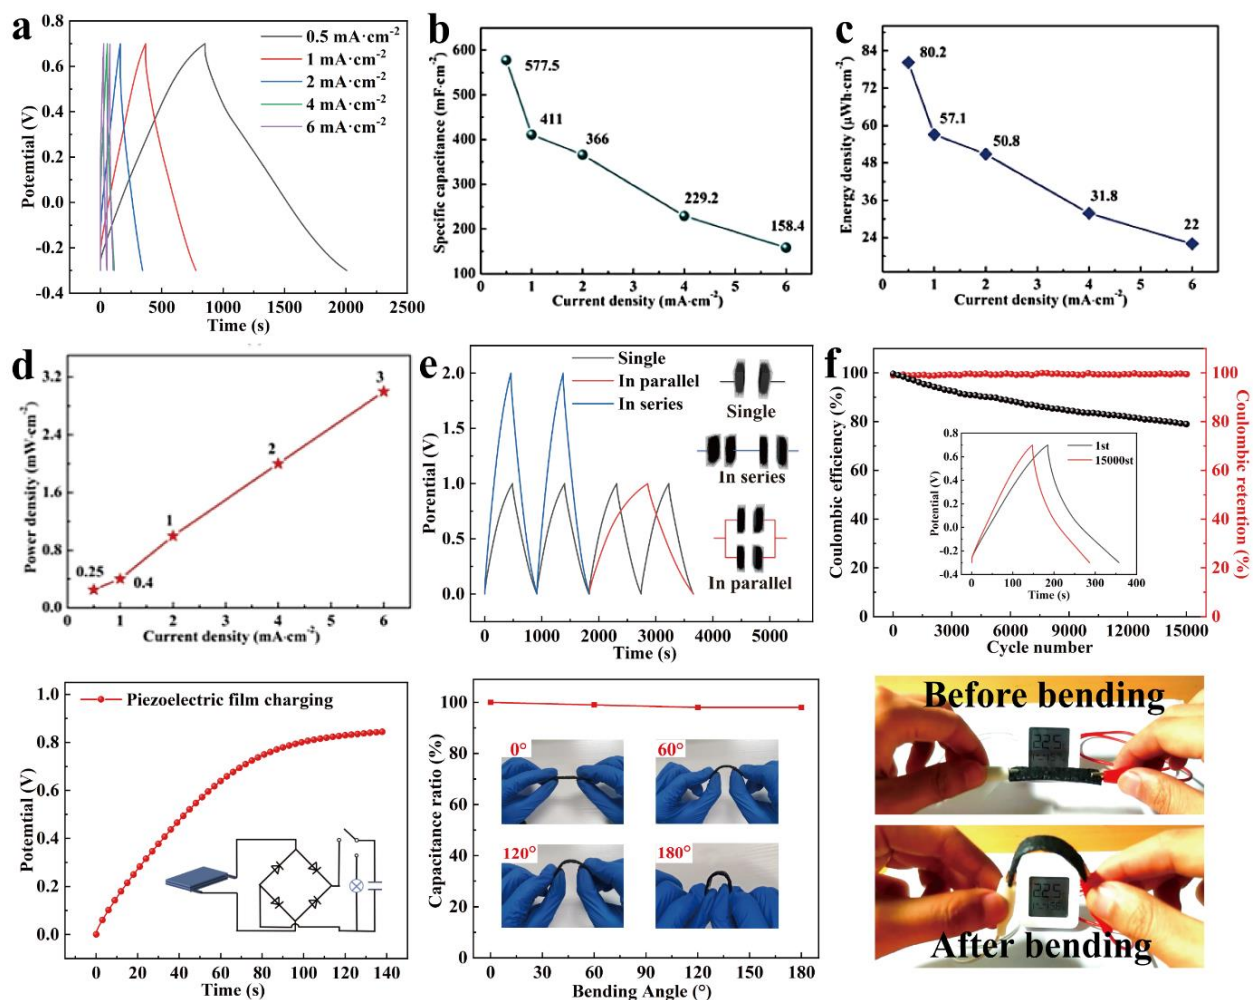 a
0.5 mA·cm-2
1 mA·cm-2
2 mA·cm-2
4 mA·cm-2
6 mA·cm-2
0.8
0.6
0.4
0.2
0.0
-0.2
-0.4
Potemtial (V)
0 500 1000 1500 2000 2500
Time (s)
b
600
500
400
300
200
100
Specific capacitance (mF·cm-2)
577.5
411
366
229.2
158.4
0 1 2 3 4 5 6
Current density (mA·cm-2)
c
84
72
60
48
36
24
Energy density (μWh·cm-2)
80.2
57.1
50.8
31.8
22
0 1 2 3 4 5 6
Current density (mA·cm-2)
d
3.2
2.4
1.6
0.8
0.0
Power density (mW·cm-2)
0.25
0.4
1
2
3
0 1 2 3 4 5 6
Current density (mA·cm-2)
e
Single
In parallel
In series
2.0
1.5
1.0
0.5
0.0
Porential (V)
Single
In series
In parallel
0 1000 2000 3000 4000 5000
Time (s)
f
100
80
60
40
20
0
Coulombic efficiency (%)
100
80
60
40
20
0
Coulombic retention (%)
1st
15000st
0.8
0.6
0.4
0.2
0.0
-0.2
-0.4
Potential (V)
0 100 200 300 400
Time (s)
0 3000 6000 9000 12000 15000
Cycle number
Piezoelectric film charging
1.0
0.8
0.6
0.4
0.2
0.0
Potential (V)
0 20 40 60 80 100 120 140
Time (s)
100
80
60
40
20
0
Capacitance ratio (%)
0°
60°
120°
180°
0 30 60 90 120 150 180
Bending Angle (°)
Before bending
22.5
22.5
After bending